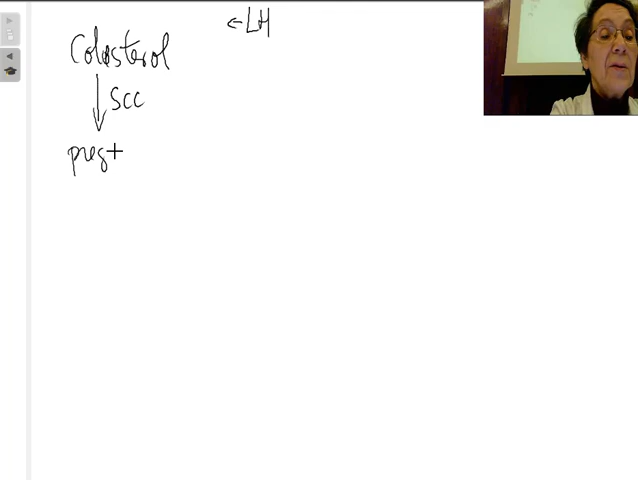 ← LH
Colesterol
↓ SCC
preg